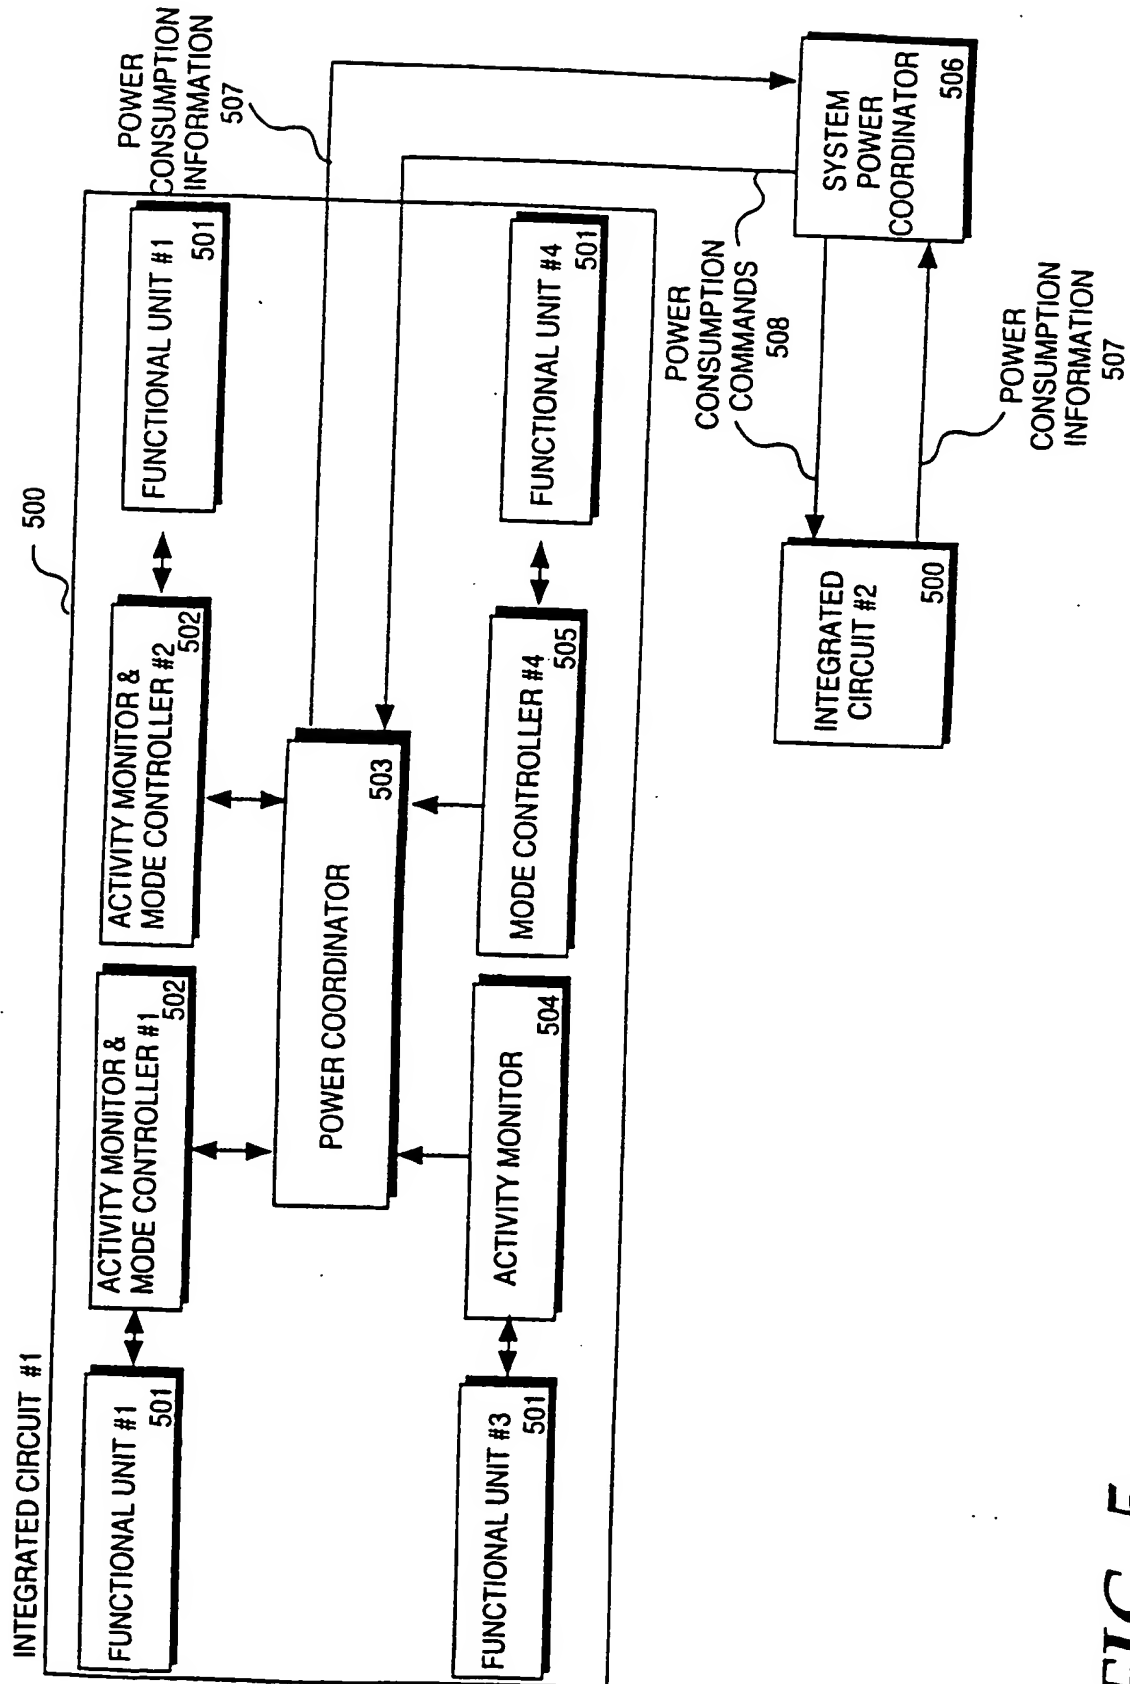 INTEGRATED CIRCUIT #1
500
FUNCTIONAL UNIT #1
501
ACTIVITY MONITOR &
MODE CONTROLLER #1
502
ACTIVITY MONITOR &
MODE CONTROLLER #2
502
FUNCTIONAL UNIT #1
501
POWER
CONSUMPTION
INFORMATION
507
POWER COORDINATOR
503
FUNCTIONAL UNIT #3
501
ACTIVITY MONITOR
504
MODE CONTROLLER #4
505
FUNCTIONAL UNIT #4
501
POWER
CONSUMPTION
COMMANDS
508
INTEGRATED
CIRCUIT #2
500
SYSTEM
POWER
COORDINATOR
506
POWER
CONSUMPTION
INFORMATION
507